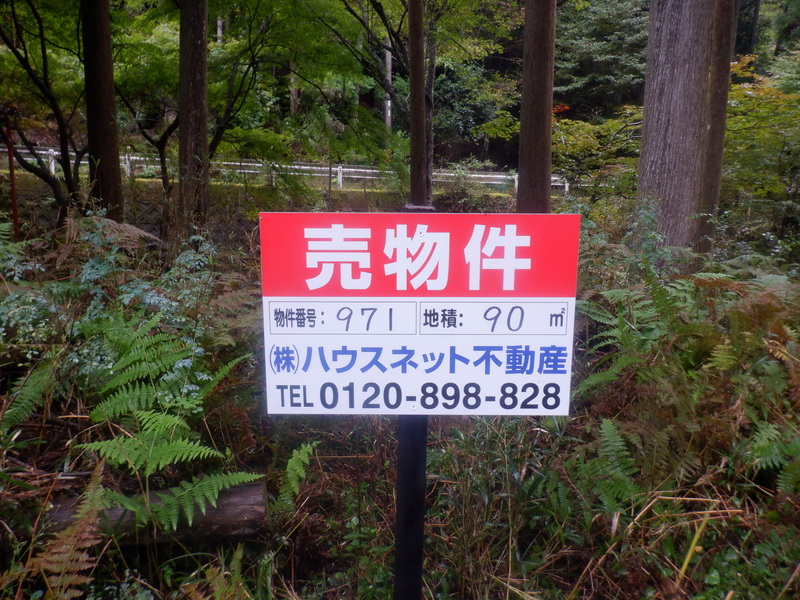 売物件
物件番号：971 地積：90 ㎡
㈱ハウスネット不動産
TEL 0120-898-828